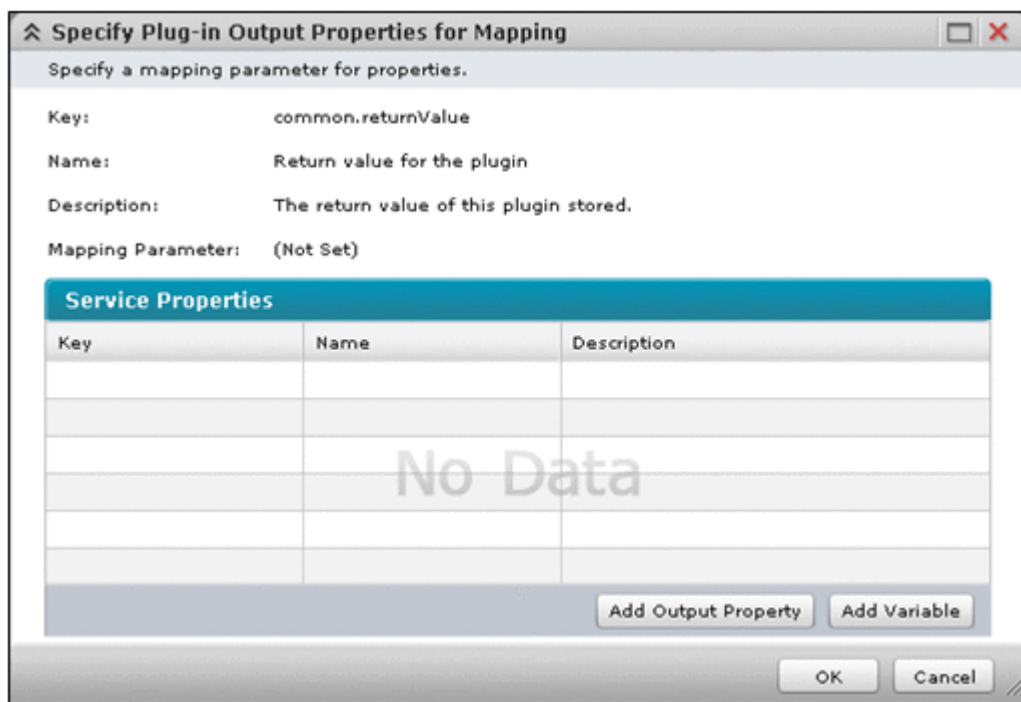 Specify Plug-in Output Properties for Mapping
Specify a mapping parameter for properties.
Key: common.returnValue
Name: Return value for the plugin
Description: The return value of this plugin stored.
Mapping Parameter: (Not Set)
Service Properties
Key Name Description
No Data
Add Output Property Add Variable
OK Cancel